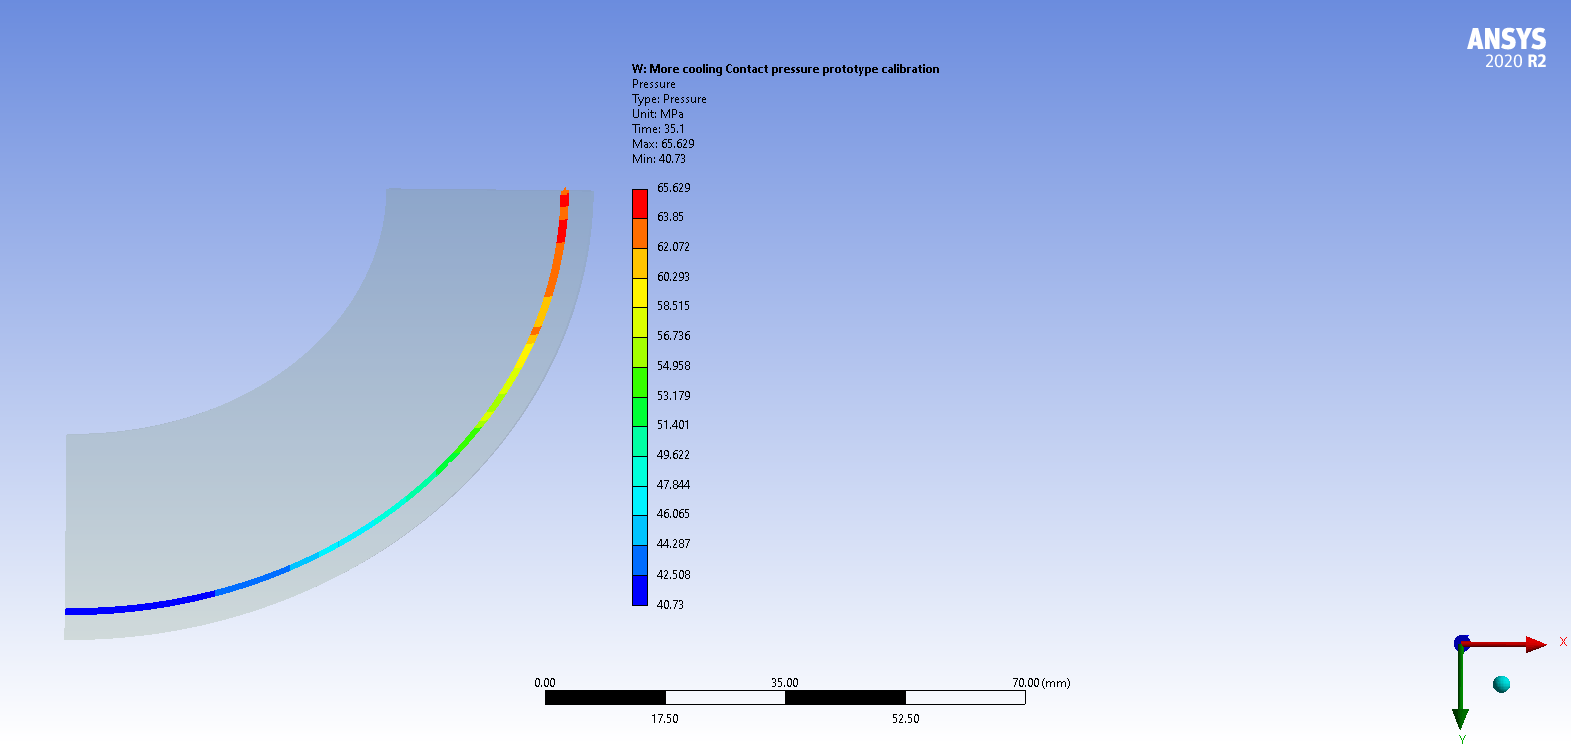 ANSYS
2020 R2
W: More cooling Contact pressure prototype calibration
Pressure
Type: Pressure
Unit: MPa
Time: 35.1
Max: 65.629
Min: 40.73
65.629
63.85
62.072
60.293
58.515
56.736
54.958
53.179
51.401
49.622
47.844
46.065
44.287
42.508
40.73
0.00 35.00 70.00 (mm)
17.50 52.50
X
Y